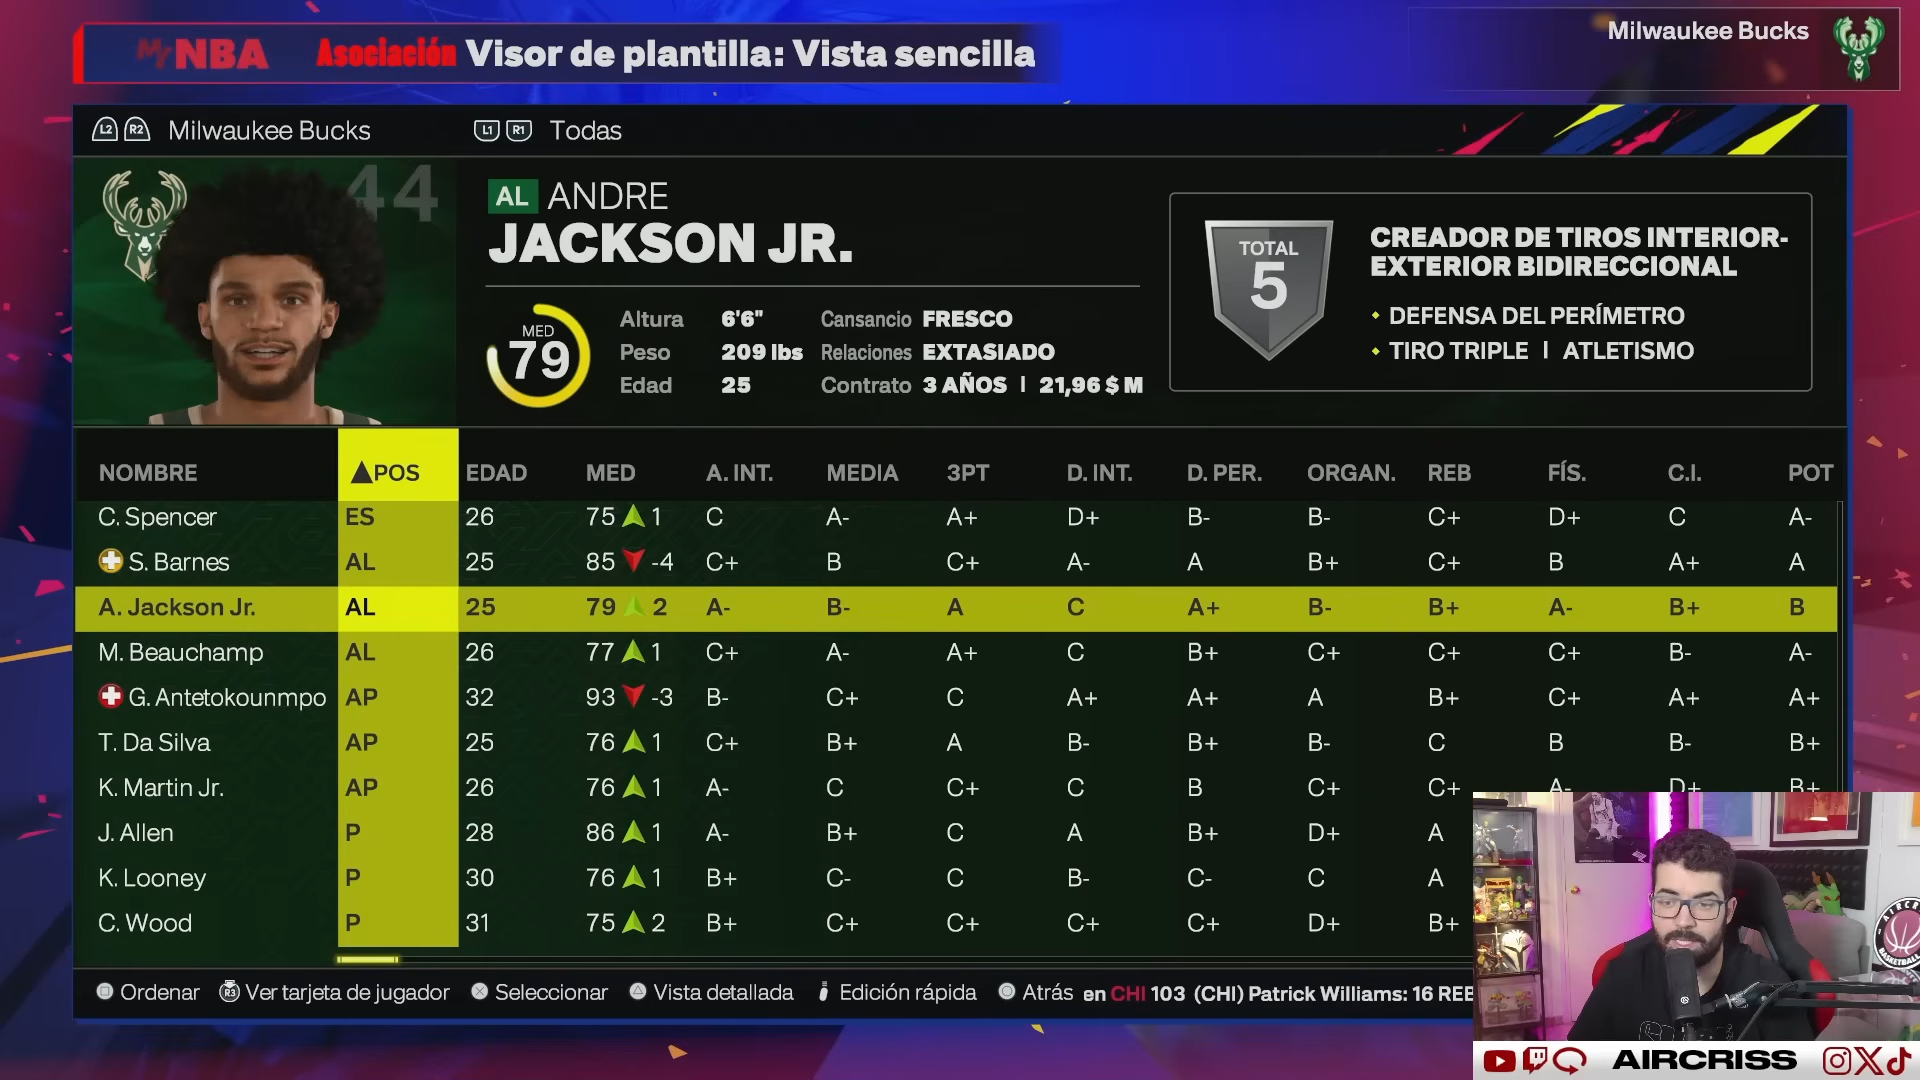 MyNBA Asociación Visor de plantilla: Vista sencilla
Milwaukee Bucks
L2 R2 Milwaukee Bucks L1 R1 Todas
44
AL ANDRE
JACKSON JR.
MED
79
Altura 6'6" Cansancio FRESCO
Peso 209 lbs Relaciones EXTASIADO
Edad 25 Contrato 3 AÑOS | 21,96 $ M
TOTAL
5
CREADOR DE TIROS INTERIOR-
EXTERIOR BIDIRECCIONAL
DEFENSA DEL PERÍMETRO
TIRO TRIPLE | ATLETISMO
NOMBRE POS EDAD MED A. INT. MEDIA 3PT D. INT. D. PER. ORGAN. REB FÍS. C.I. POT
C. Spencer ES 26 75 1 C A- A+ D+ B- B- C+ D+ C A-
S. Barnes AL 25 85 -4 C+ B C+ A- A B+ C+ B A+ A
A. Jackson Jr. AL 25 79 2 A- B- A C A+ B- B+ A- B+ B
M. Beauchamp AL 26 77 1 C+ A- A+ C B+ C+ C+ C+ B- A-
G. Antetokounmpo AP 32 93 -3 B- C+ C A+ A+ A B+ C+ A+ A+
T. Da Silva AP 25 76 1 C+ B+ A B- B+ B- C B B- B+
K. Martin Jr. AP 26 76 1 A- C C+ C B C+ C+ A- D+ B+
J. Allen P 28 86 1 A- B+ C A B+ D+ A
K. Looney P 30 76 1 B+ C- C B- C- C A
C. Wood P 31 75 2 B+ C+ C+ C+ C+ D+ B+
Ordenar R3 Ver tarjeta de jugador Seleccionar Vista detallada Edición rápida Atrás en CHI 103 (CHI) Patrick Williams: 16 REB
AIRCRISS